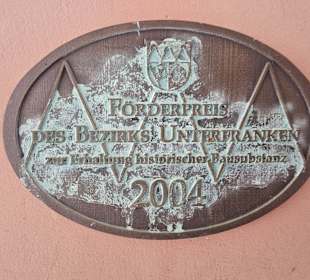 FÖRDERPREIS
DES BEZIRKS UNTERFRANKEN
zur Erhaltung historischer Bausubstanz
2004